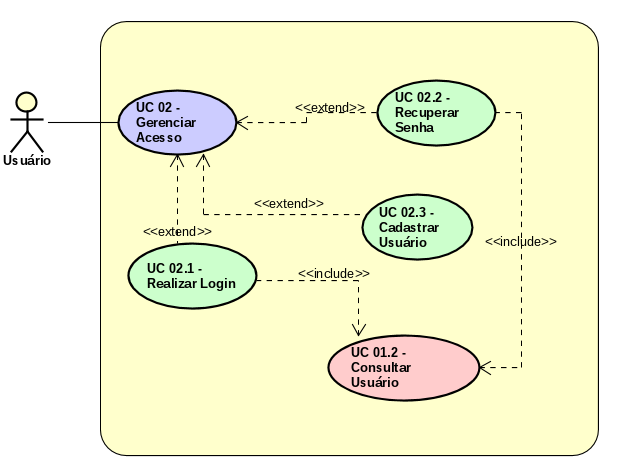 UC 02 -
Gerenciar
Acesso
<<extend>>
UC 02.2 -
Recuperar
Senha
Usuário
<<extend>>
UC 02.3 -
Cadastrar
Usuário
<<extend>>
<<include>>
UC 02.1 -
Realizar Login
<<include>>
UC 01.2 -
Consultar
Usuário